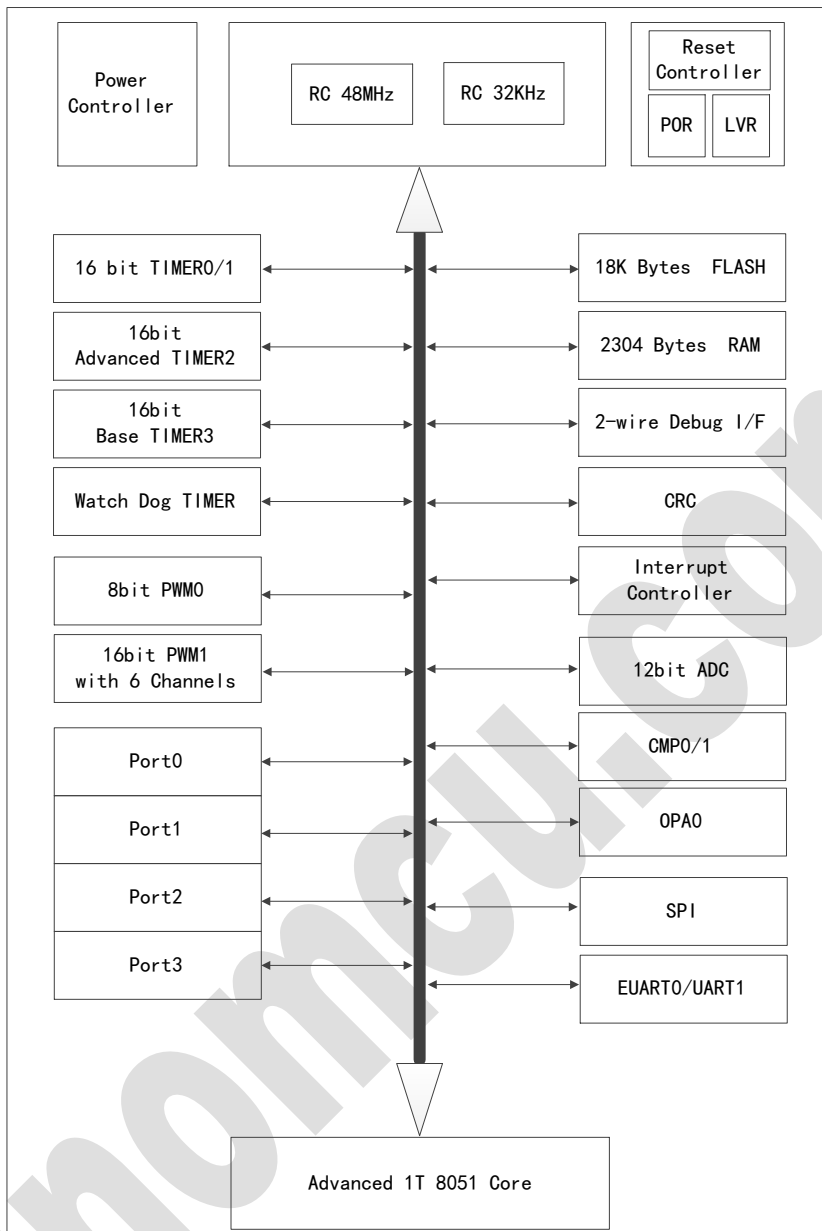 Power
Controller
RC 48MHz
RC 32KHz
Reset
Controller
POR
LVR
16 bit TIMER0/1
16bit
Advanced TIMER2
16bit
Base TIMER3
Watch Dog TIMER
8bit PWM0
16bit PWM1
with 6 Channels
Port0
Port1
Port2
Port3
18K Bytes FLASH
2304 Bytes RAM
2-wire Debug I/F
CRC
Interrupt
Controller
12bit ADC
CMP0/1
OPA0
SPI
EUART0/UART1
Advanced 1T 8051 Core
nomcu.com